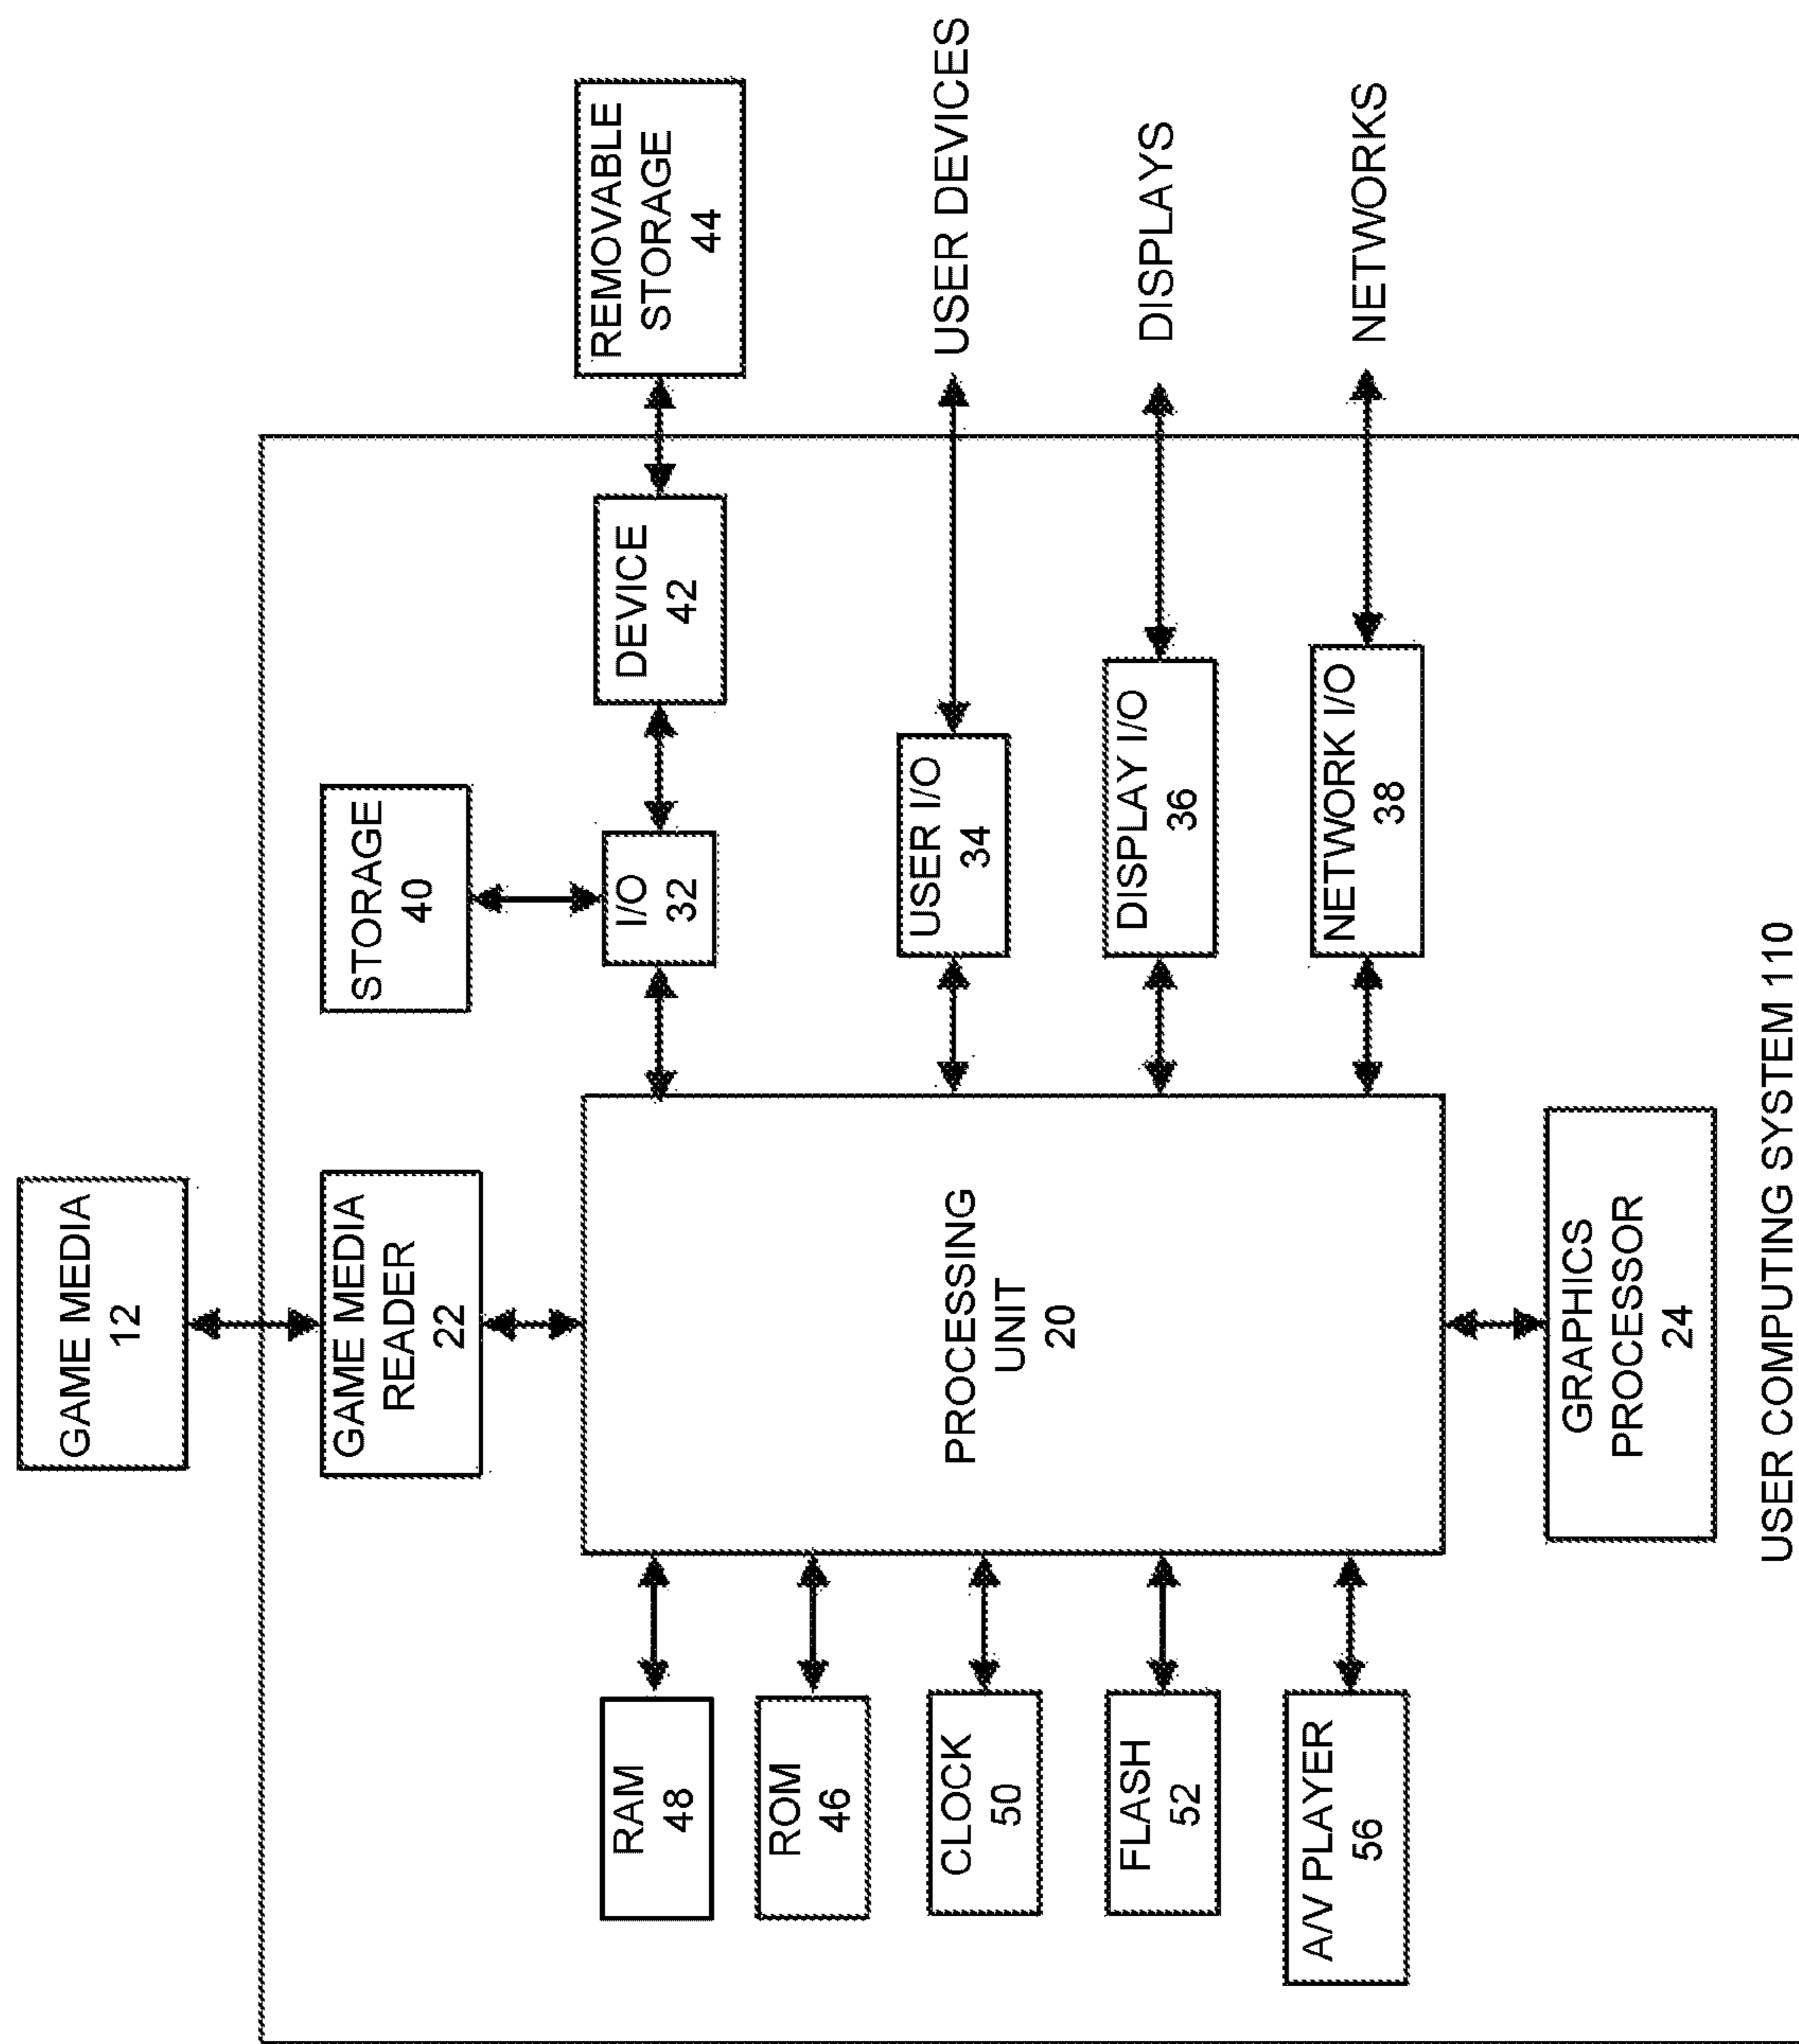 GAME MEDIA
12
GAME MEDIA
READER
22
STORAGE
40
RAM
48
I/O
32
DEVICE
42
REMOVABLE
STORAGE
44
ROM
46
PROCESSING
UNIT
20
CLOCK
50
USER I/O
34
USER DEVICES
FLASH
52
DISPLAY I/O
36
DISPLAYS
A/V PLAYER
56
NETWORK I/O
38
NETWORKS
GRAPHICS
PROCESSOR
24
USER COMPUTING SYSTEM 110